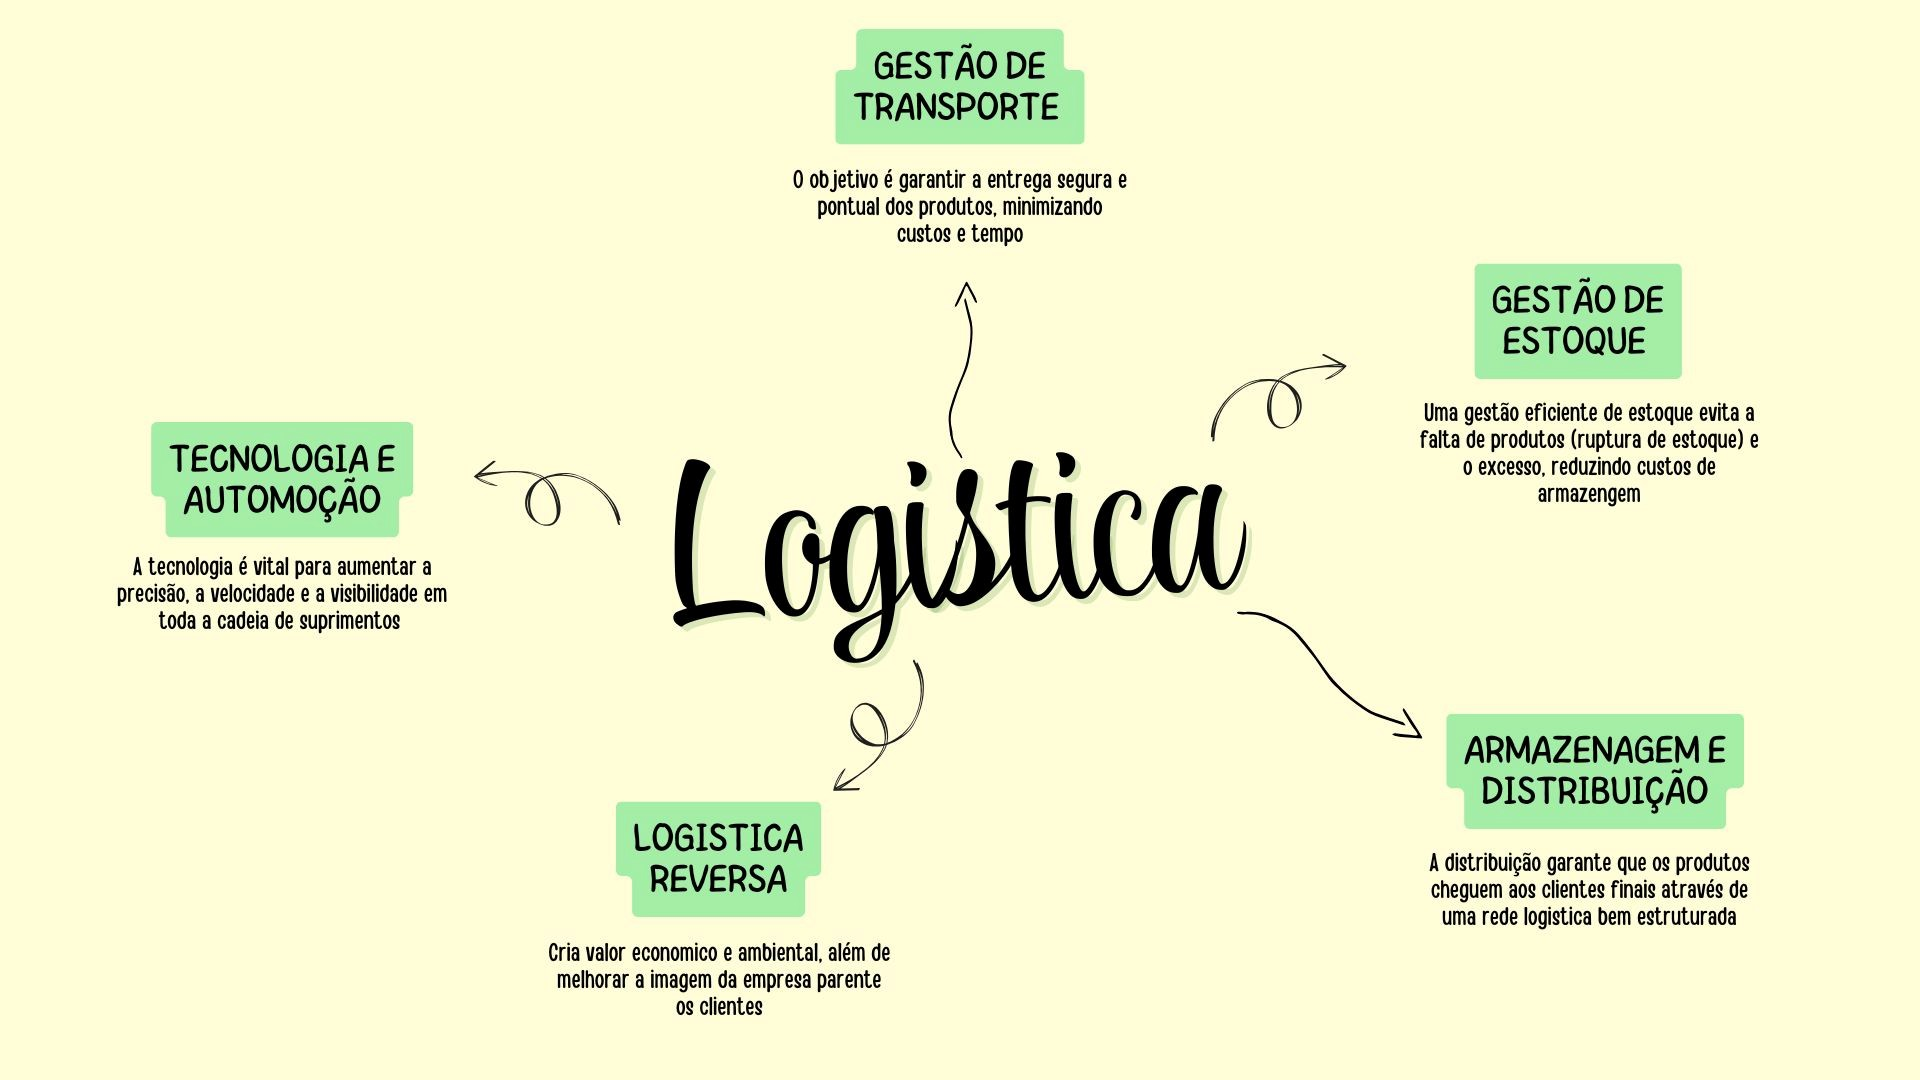 GESTÃO DE
TRANSPORTE
O objetivo é garantir a entrega segura e
pontual dos produtos, minimizando
custos e tempo
GESTÃO DE
ESTOQUE
Uma gestão eficiente de estoque evita a
falta de produtos (ruptura de estoque) e
o excesso, reduzindo custos de
armazengem
TECNOLOGIA E
AUTOMOÇÃO
A tecnologia é vital para aumentar a
precisão, a velocidade e a visibilidade em
toda a cadeia de suprimentos
Logistica
ARMAZENAGEM E
DISTRIBUIÇÃO
A distribuição garante que os produtos
cheguem aos clientes finais através de
uma rede logistica bem estruturada
LOGISTICA
REVERSA
Cria valor economico e ambiental, além de
melhorar a imagem da empresa parente
os clientes